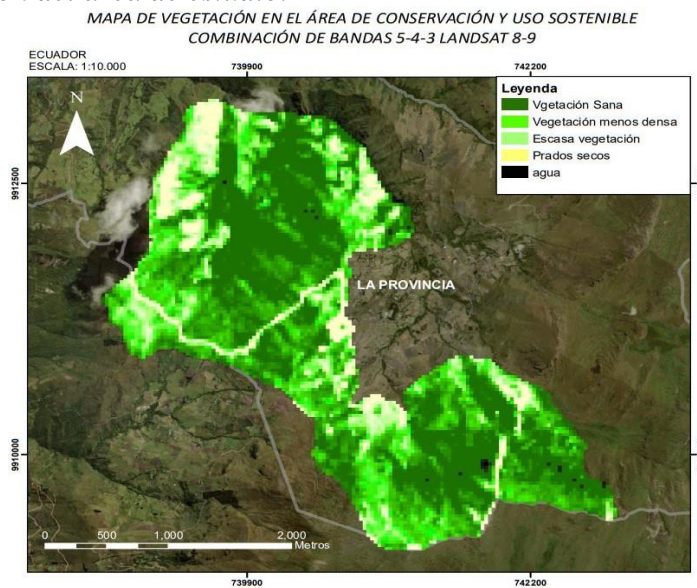 MAPA DE VEGETACIÓN EN EL ÁREA DE CONSERVACIÓN Y USO SOSTENIBLE
COMBINACIÓN DE BANDAS 5-4-3 LANDSAT 8-9
ECUADOR
ESCALA: 1:10.000
739900
742200
N
Leyenda
Vgetación Sana
Vegetación menos densa
Escasa vegetación
Prados secos
agua
9912500
LA PROVINCIA
9910000
0 500 1,000 2,000
Metros
739900
742200